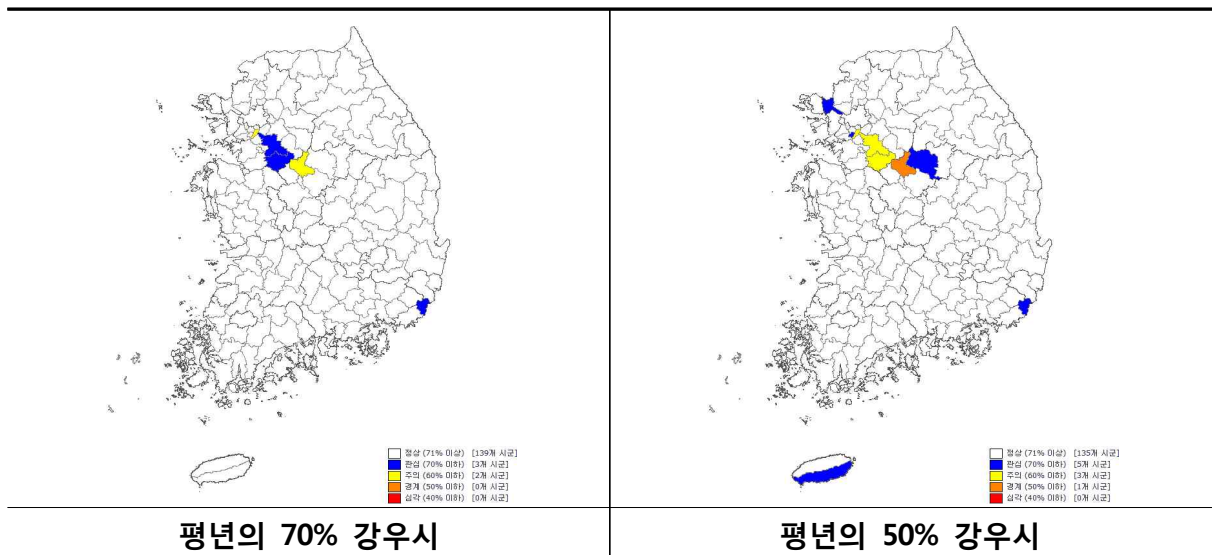 정상 (71% 이상) [139개 시군]
관심 (70% 이하) [3개 시군]
주의 (60% 이하) [2개 시군]
경계 (50% 이하) [0개 시군]
심각 (40% 이하) [0개 시군]
평년의 70% 강우시
정상 (71% 이상) [135개 시군]
관심 (70% 이하) [5개 시군]
주의 (60% 이하) [3개 시군]
경계 (50% 이하) [1개 시군]
심각 (40% 이하) [0개 시군]
평년의 50% 강우시